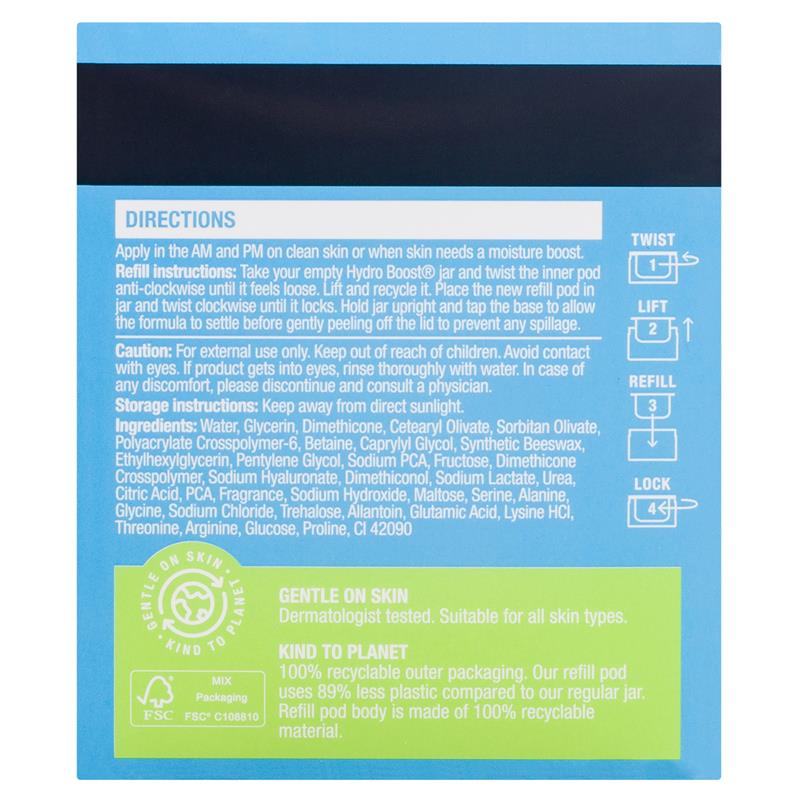 DIRECTIONS
Apply in the AM and PM on clean skin or when skin needs a moisture boost.
Refill instructions: Take your empty Hydro Boost® jar and twist the inner pod
anti-clockwise until it feels loose. Lift and recycle it. Place the new refill pod in
jar and twist clockwise until it locks. Hold jar upright and tap the base to allow
the formula to settle before gently peeling off the lid to prevent any spillage.
Caution: For external use only. Keep out of reach of children. Avoid contact
with eyes. If product gets into eyes, rinse thoroughly with water. In case of
any discomfort, please discontinue and consult a physician.
Storage instructions: Keep away from direct sunlight.
Ingredients: Water, Glycerin, Dimethicone, Cetearyl Olivate, Sorbitan Olivate,
Polyacrylate Crosspolymer-6, Betaine, Caprylyl Glycol, Synthetic Beeswax,
Ethylhexylglycerin, Pentylene Glycol, Sodium PCA, Fructose, Dimethicone
Crosspolymer, Sodium Hyaluronate, Dimethiconol, Sodium Lactate, Urea,
Citric Acid, PCA, Fragrance, Sodium Hydroxide, Maltose, Serine, Alanine,
Glycine, Sodium Chloride, Trehalose, Allantoin, Glutamic Acid, Lysine HCl,
Threonine, Arginine, Glucose, Proline, CI 42090
TWIST
1
LIFT
2
REFILL
3
LOCK
4
GENTLE ON SKIN •
KIND TO PLANET •
GENTLE ON SKIN
Dermatologist tested. Suitable for all skin types.
KIND TO PLANET
100% recyclable outer packaging. Our refill pod
uses 89% less plastic compared to our regular jar.
Refill pod body is made of 100% recyclable
material.
FSC
MIX
Packaging
FSC® C106810